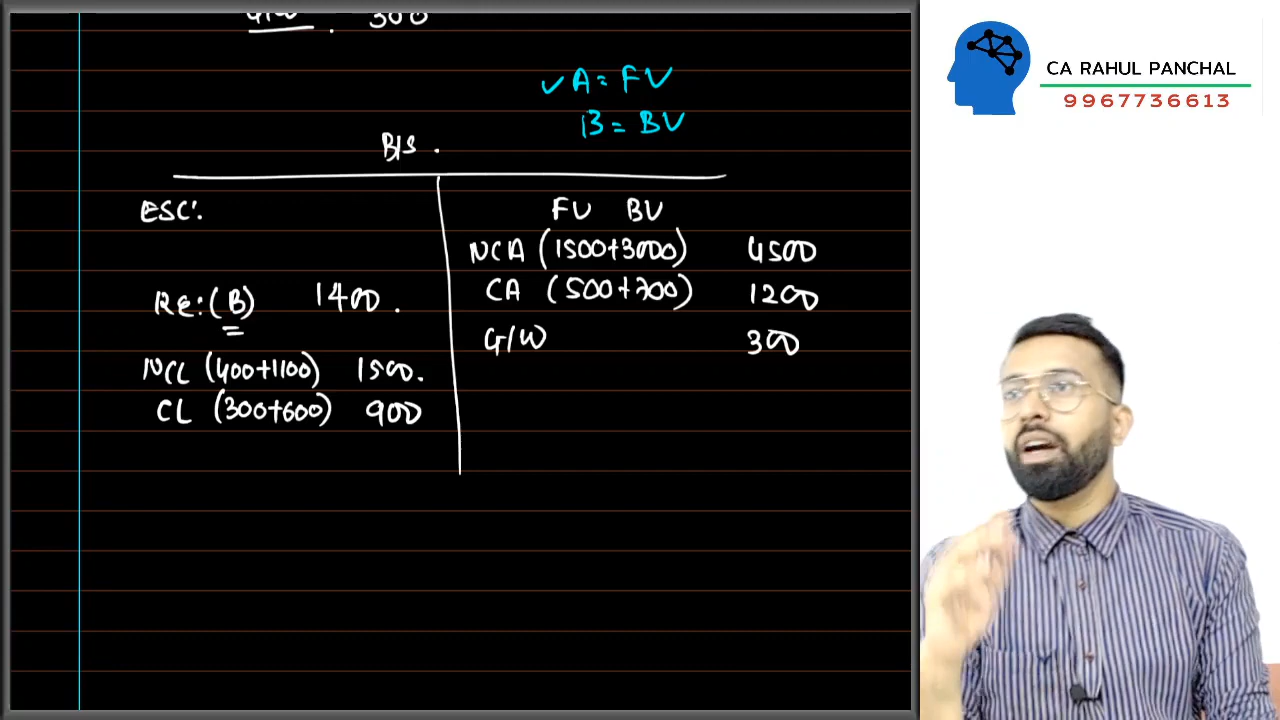 300
✓ A = FV
B = BV
B/S .
ESC:
RE: (B) 1400 .
NCL (400+1100) 1500.
CL (300+600) 900
FV BV
NCA (1500+3000) 4500
CA (500+700) 1200
G/W 300
CA RAHUL PANCHAL
9967736613